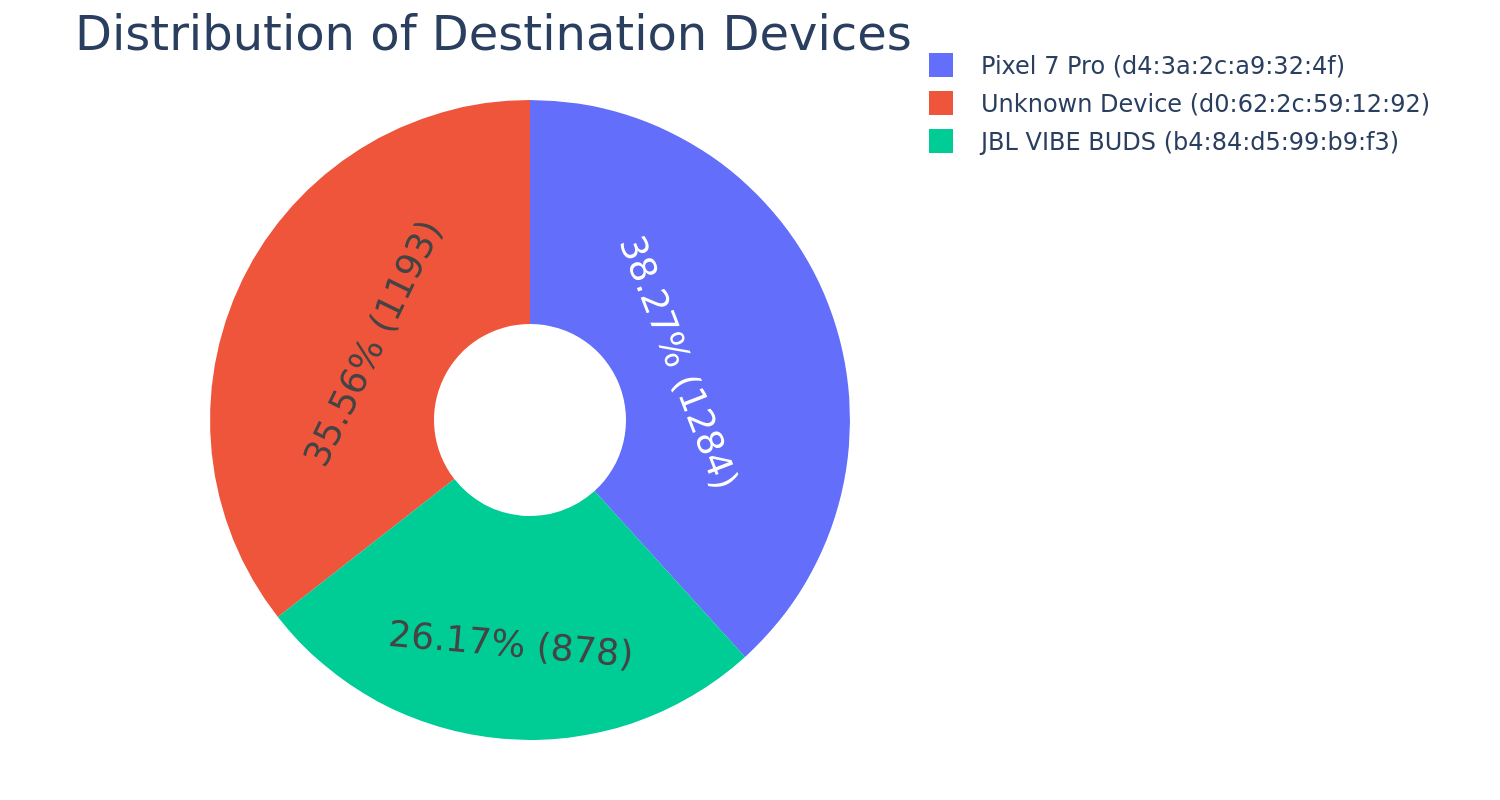 Distribution of Destination Devices
Pixel 7 Pro (d4:3a:2c:a9:32:4f)
Unknown Device (d0:62:2c:59:12:92)
JBL VIBE BUDS (b4:84:d5:99:b9:f3)
38.27% (1284)
35.56% (1193)
26.17% (878)